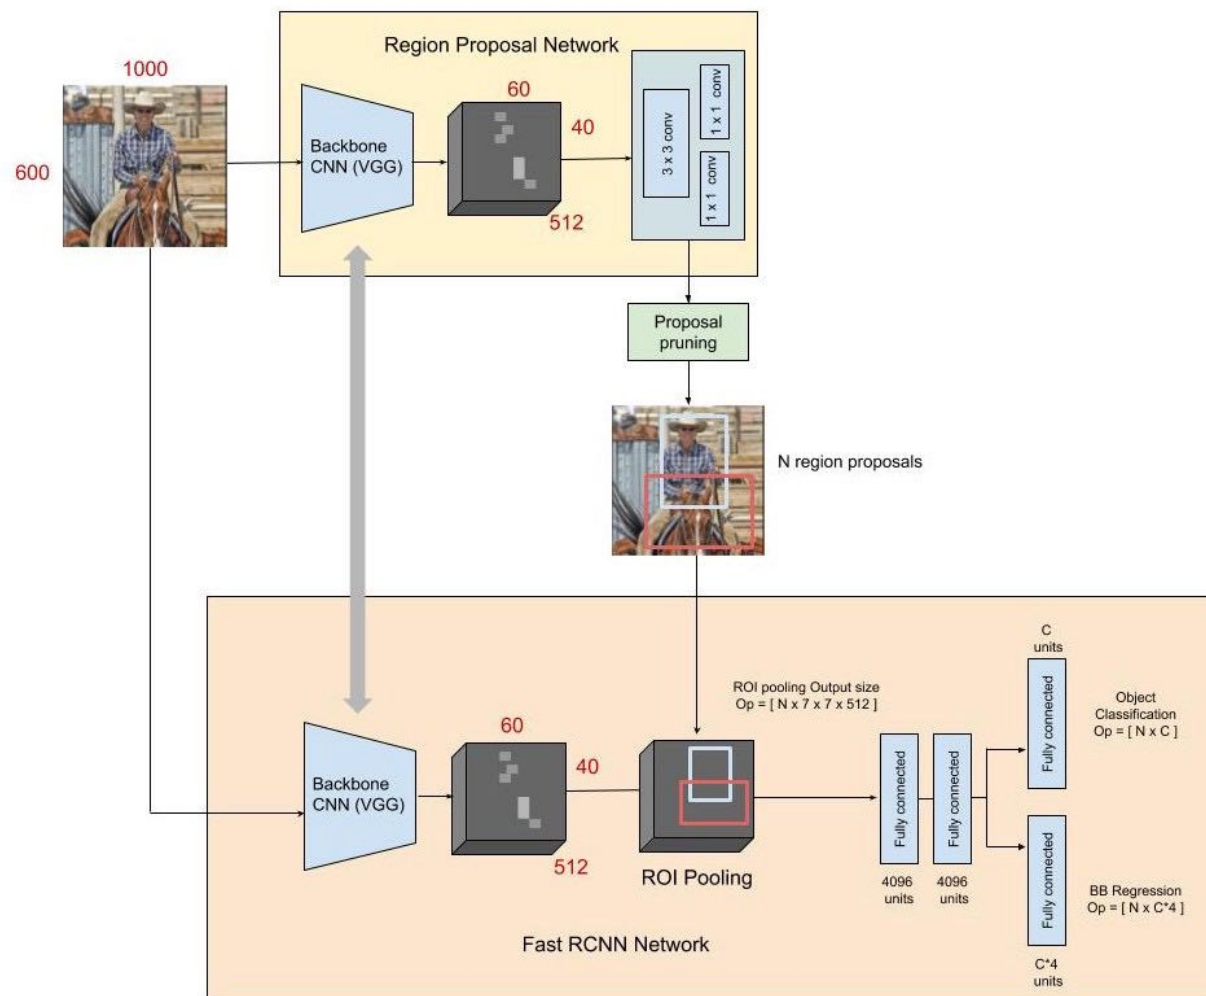 Region Proposal Network
1000
600
Backbone
CNN (VGG)
60
40
512
3 x 3 conv
1 x 1 conv
1 x 1 conv
Proposal
pruning
N region proposals
ROI pooling Output size
Op = [ N x 7 x 7 x 512 ]
Backbone
CNN (VGG)
60
40
512
ROI Pooling
Fully connected
4096
units
Fully connected
4096
units
C
units
Fully connected
Object
Classification
Op = [ N x C ]
Fully connected
C*4
units
BB Regression
Op = [ N x C*4 ]
Fast RCNN Network